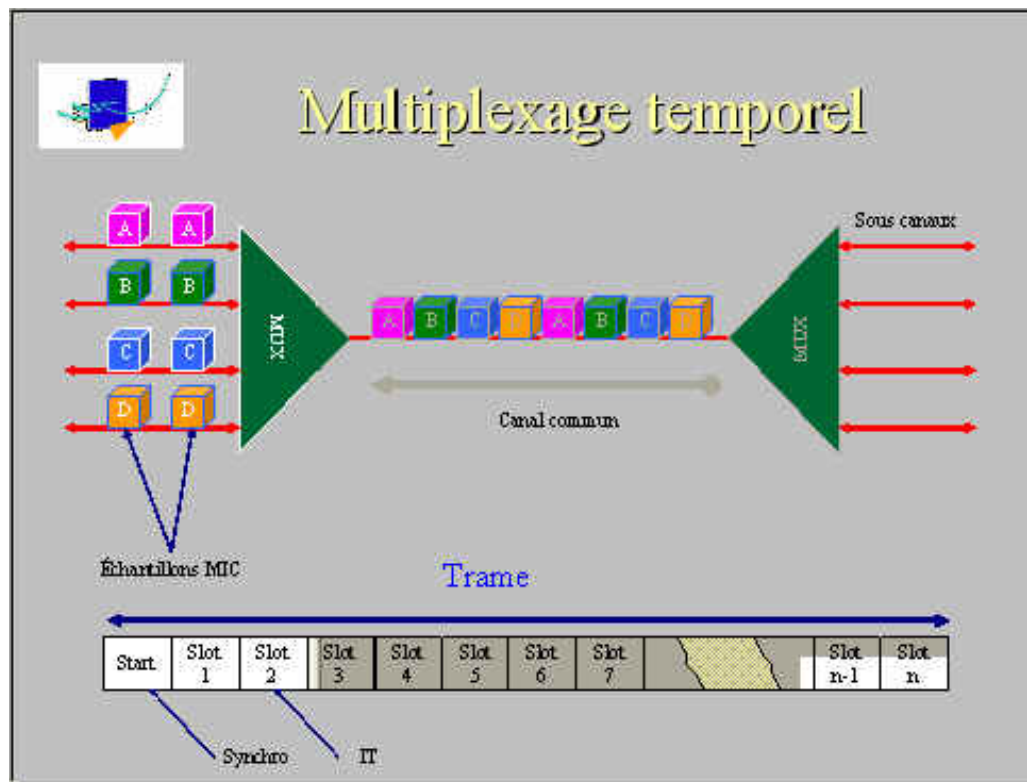 Multiplexage temporel
A A
Sous canaux
B B
A B C A B C
MUX
C C
D D
Canal commun
Échantillons MIC
Trame
Start Slot 1 Slot 2 Slot 3 Slot 4 Slot 5 Slot 6 Slot 7 Slot n-1 Slot n
Synchro IT